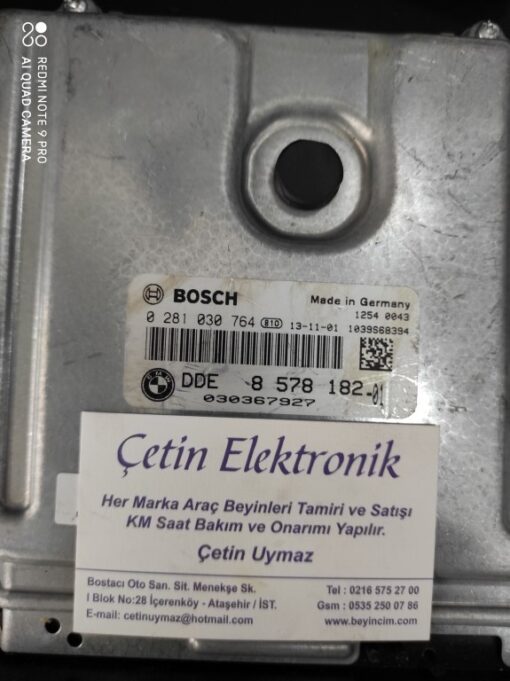 REDMI NOTE 9 PRO
AI QUAD CAMERA
BOSCH
Made in Germany
1254 0043
0 281 030 764 B10 13-11-01 1039S68394
BMW
DDE 8 578 182-01
030367927
Çetin Elektronik
Her Marka Araç Beyinleri Tamiri ve Satışı
KM Saat Bakım ve Onarımı Yapılır.
Çetin Uymaz
Bostacı Oto San. Sit. Menekşe Sk.
I Blok No:28 İçerenköy - Ataşehir / İST.
E-mail: cetinuymaz@hotmail.com
Tel : 0216 575 27 00
Gsm : 0535 250 07 86
www.beyincim.com